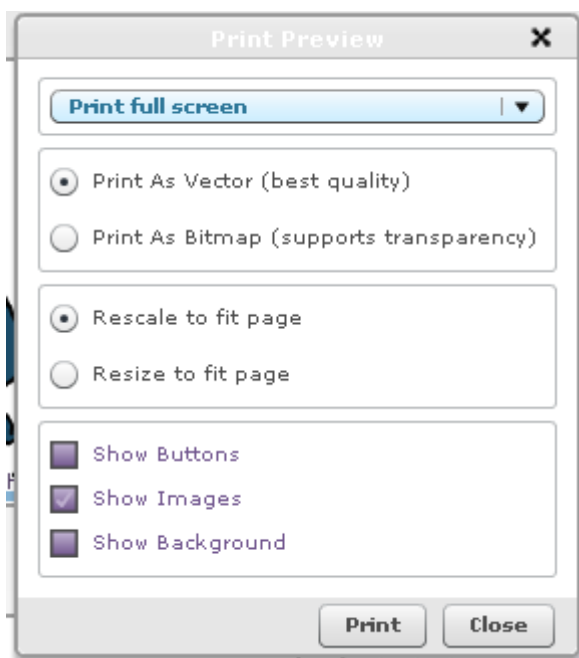 Print Preview
Print full screen
Print As Vector (best quality)
Print As Bitmap (supports transparency)
Rescale to fit page
Resize to fit page
Show Buttons
Show Images
Show Background
Print Close